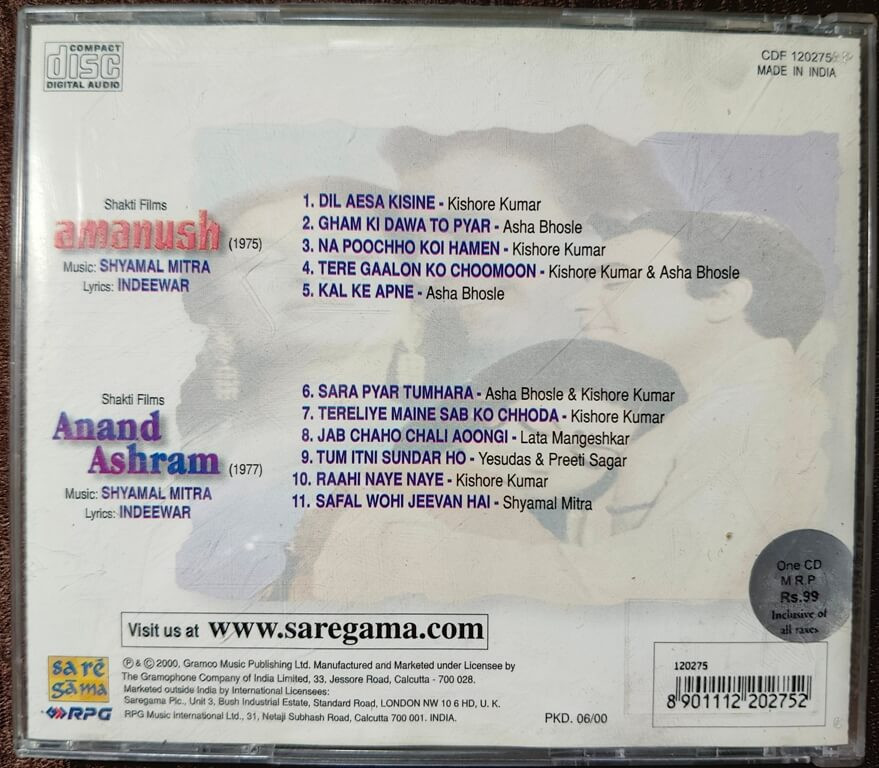 COMPACT
disc
DIGITAL AUDIO
CDF 120275
MADE IN INDIA
Shakti Films
amanush (1975)
Music: SHYAMAL MITRA
Lyrics: INDEEWAR
1. DIL AESA KISINE - Kishore Kumar
2. GHAM KI DAWA TO PYAR - Asha Bhosle
3. NA POOCHHO KOI HAMEN - Kishore Kumar
4. TERE GAALON KO CHOOMOON - Kishore Kumar & Asha Bhosle
5. KAL KE APNE - Asha Bhosle
Shakti Films
Anand
Ashram (1977)
Music: SHYAMAL MITRA
Lyrics: INDEEWAR
6. SARA PYAR TUMHARA - Asha Bhosle & Kishore Kumar
7. TERELIYE MAINE SAB KO CHHODA - Kishore Kumar
8. JAB CHAHO CHALI AOONGI - Lata Mangeshkar
9. TUM ITNI SUNDAR HO - Yesudas & Preeti Sagar
10. RAAHI NAYE NAYE - Kishore Kumar
11. SAFAL WOHI JEEVAN HAI - Shyamal Mitra
One CD
M R P
Rs.99
Inclusive of
all taxes
Visit us at www.saregama.com
sa rē
gāma
RPG
℗ & © 2000, Gramco Music Publishing Ltd. Manufactured and Marketed under Licensee by
The Gramophone Company of India Limited, 33, Jessore Road, Calcutta - 700 028.
Marketed outside India by International Licensees:
Saregama Plc., Unit 3, Bush Industrial Estate, Standard Road, LONDON NW 10 6 HD, U. K.
RPG Music International Ltd., 31, Netaji Subhash Road, Calcutta 700 001. INDIA.
PKD. 06/00
120275
8 901112 202752